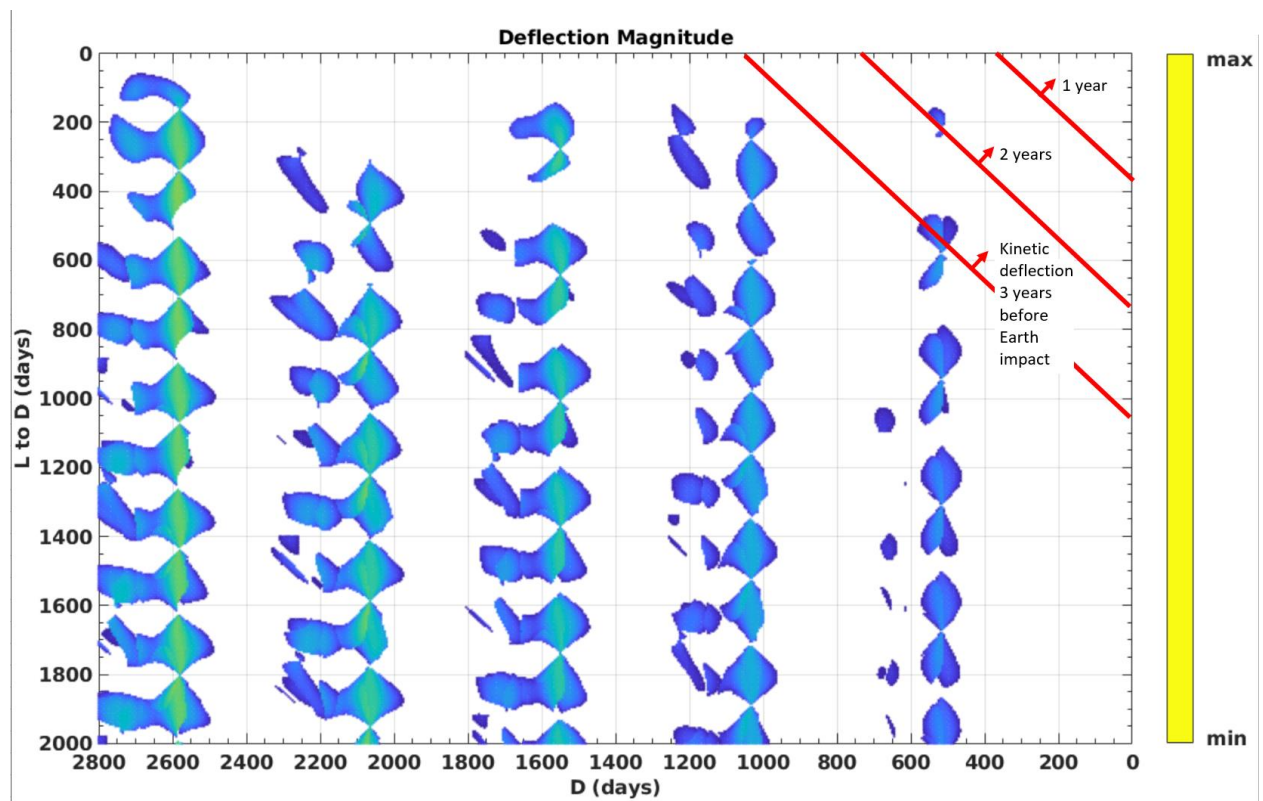 Deflection Magnitude
0
200
400
600
800
1000
1200
1400
1600
1800
2000
L to D (days)
2800
2600
2400
2200
2000
1800
1600
1400
1200
1000
800
600
400
200
0
D (days)
1 year
2 years
Kinetic
deflection
3 years
before
Earth
impact
max
min